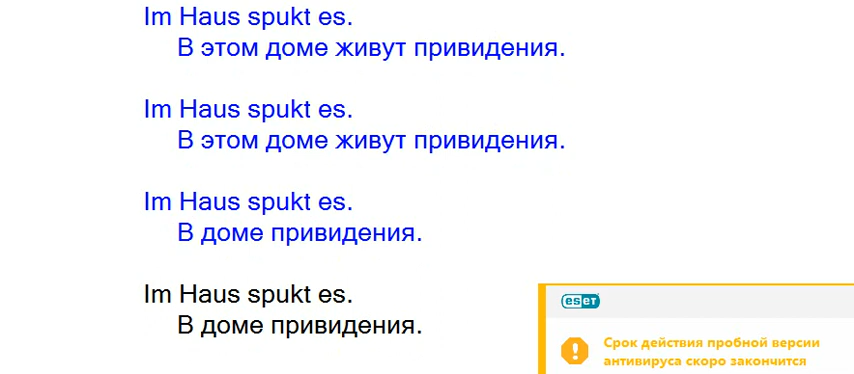 Im Haus spukt es.
В этом доме живут привидения.
Im Haus spukt es.
В этом доме живут привидения.
Im Haus spukt es.
В доме привидения.
Im Haus spukt es.
В доме привидения.
eset
Срок действия пробной версии
антивируса скоро закончится